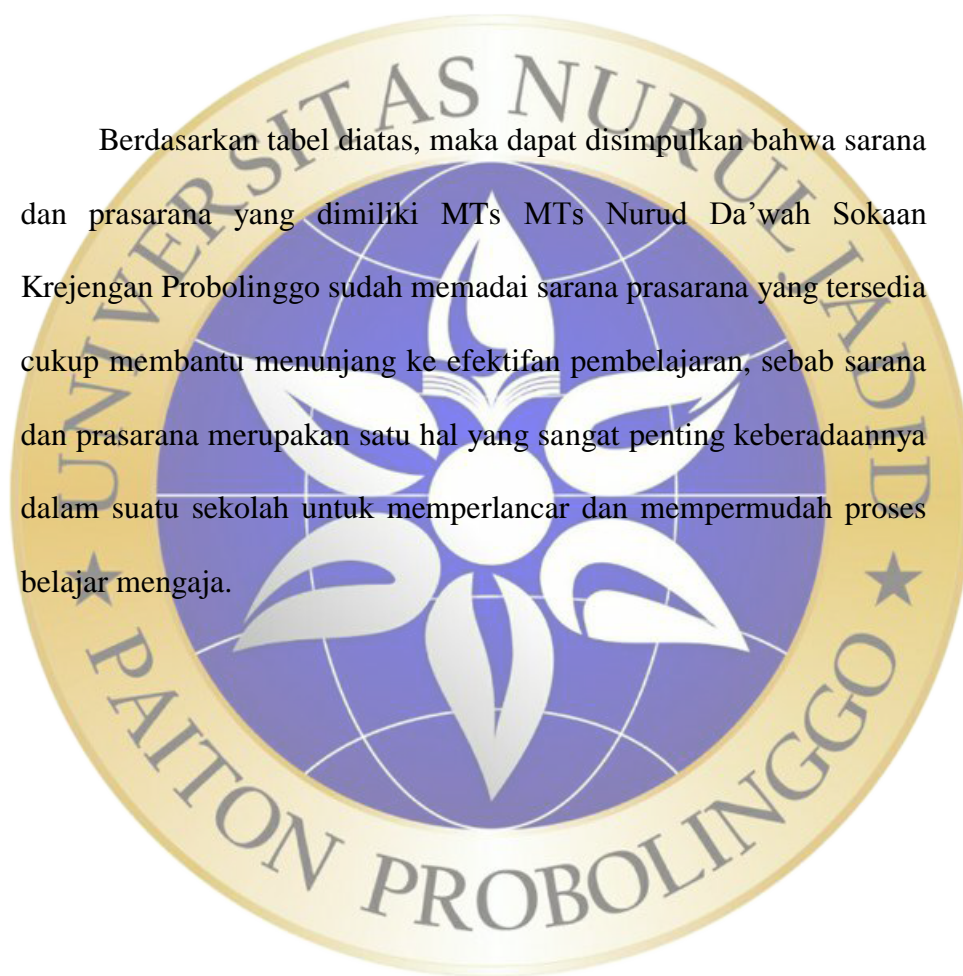 UNIVERSITAS NURUL JADID
Berdasarkan tabel diatas, maka dapat disimpulkan bahwa sarana
dan prasarana yang dimiliki MTs MTs Nurud Da’wah Sokaan
Krejengan Probolinggo sudah memadai sarana prasarana yang tersedia
cukup membantu menunjang ke efektifan pembelajaran, sebab sarana
dan prasarana merupakan satu hal yang sangat penting keberadaannya
dalam suatu sekolah untuk memperlancar dan mempermudah proses
belajar mengaja.
PAITON PROBOLINGGO